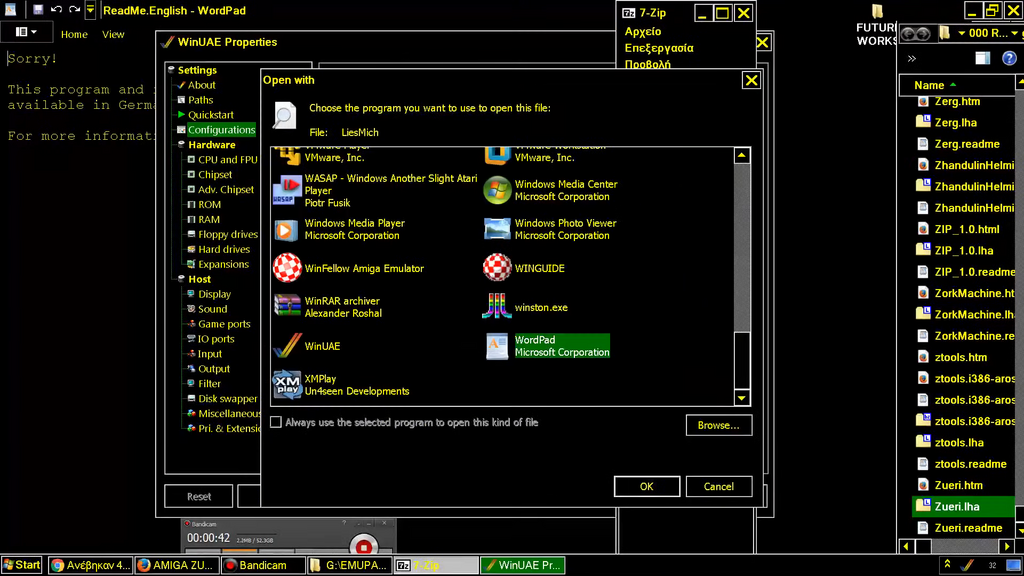 ReadMe.English - WordPad
Home
View
Sorry!
This program and
available in Germa
For more informati
WinUAE Properties
Settings
About
Paths
Quickstart
Configurations
Hardware
CPU and FPU
Chipset
Adv. Chipset
ROM
RAM
Floppy drives
Hard drives
Expansions
Host
Display
Sound
Game ports
IO ports
Input
Output
Filter
Disk swapper
Miscellaneous
Pri. & Extensio
Reset
Open with
Choose the program you want to use to open this file:
File: LiesMich
VMware Player
VMware, Inc.
VMware Workstation
VMware, Inc.
WASAP - Windows Another Slight Atari
Player
Piotr Fusik
Windows Media Center
Microsoft Corporation
Windows Media Player
Microsoft Corporation
Windows Photo Viewer
Microsoft Corporation
WinFellow Amiga Emulator
WINGUIDE
WinRAR archiver
Alexander Roshal
winston.exe
WinUAE
WordPad
Microsoft Corporation
XMPlay
Un4seen Developments
Always use the selected program to open this kind of file
Browse...
OK
Cancel
7-Zip
Αρχείο
Επεξεργασία
Προβολή
FUTURE
WORKS
000 R...
Name
Zerg.htm
Zerg.lha
Zerg.readme
ZhandulinHelmi
ZhandulinHelmi
ZhandulinHelmi
ZIP_1.0.html
ZIP_1.0.lha
ZIP_1.0.readme
ZorkMachine.ht
ZorkMachine.lh
ZorkMachine.re
ztools.htm
ztools.i386-aros
ztools.i386-aros
ztools.i386-aros
ztools.lha
ztools.readme
Zueri.htm
Zueri.lha
Zueri.readme
Bandicam
00:00:42
2.2MB / 52.3GB
Start
Ανέβηκαν 4...
AMIGA ZU...
Bandicam
G:\EMUPA...
7-Zip
WinUAE Pr...
32